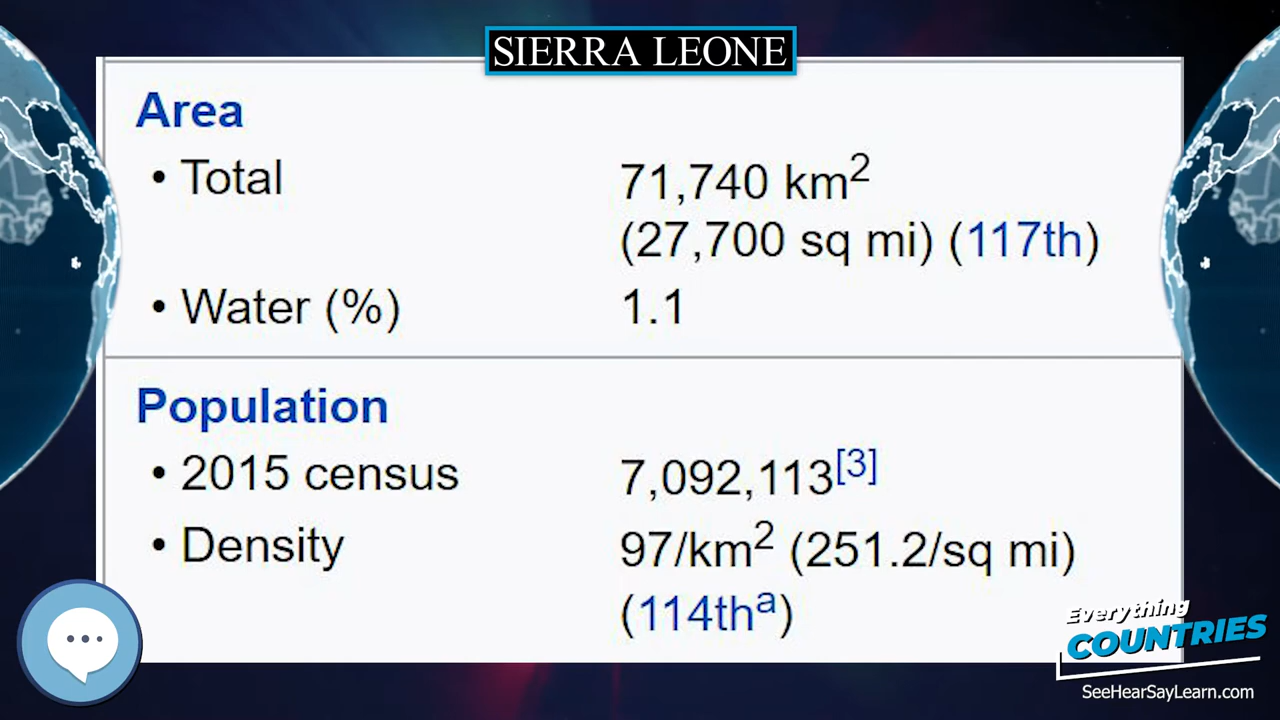 SIERRA LEONE
Area
• Total 71,740 km²
(27,700 sq mi) (117th)
• Water (%) 1.1
Population
• 2015 census 7,092,113[3]
• Density 97/km² (251.2/sq mi)
(114thᵃ)
Everything
COUNTRIES
SeeHearSayLearn.com